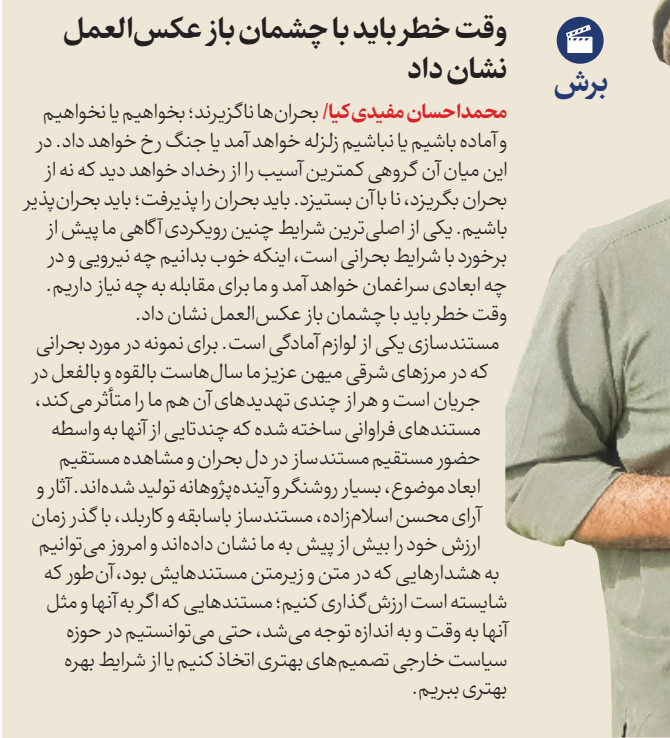 برش
وقت خطر باید با چشمان باز عکس‌العمل
نشان داد
محمداحسان مفیدی‌کیا/ بحران‌ها ناگزیرند؛ بخواهیم یا نخواهیم
و آماده باشیم یا نباشیم زلزله خواهد آمد یا جنگ رخ خواهد داد. در
این میان آن گروهی کمترین آسیب را از رخداد خواهد دید که نه از
بحران بگریزد، نا با آن بستیزد. باید بحران را پذیرفت؛ باید بحران‌پذیر
باشیم. یکی از اصلی‌ترین شرایط چنین رویکردی آگاهی ما پیش از
برخورد با شرایط بحرانی است، اینکه خوب بدانیم چه نیرویی و در
چه ابعادی سراغمان خواهد آمد و ما برای مقابله به چه نیاز داریم.
وقت خطر باید با چشمان باز عکس‌العمل نشان داد.
مستندسازی یکی از لوازم آمادگی است. برای نمونه در مورد بحرانی
که در مرزهای شرقی میهن عزیز ما سال‌هاست بالقوه و بالفعل در
جریان است و هر از چندی تهدیدهای آن هم ما را متأثر می‌کند،
مستندهای فراوانی ساخته شده که چندتایی از آنها به واسطه
حضور مستقیم مستندساز در دل بحران و مشاهده مستقیم
ابعاد موضوع، بسیار روشنگر و آینده‌پژوهانه تولید شده‌اند. آثار و
آرای محسن اسلام‌زاده، مستندساز باسابقه و کاربلد، با گذر زمان
ارزش خود را بیش از پیش به ما نشان داده‌اند و امروز می‌توانیم
به هشدارهایی که در متن و زیرمتن مستندهایش بود، آن‌طور که
شایسته است ارزش‌گذاری کنیم؛ مستندهایی که اگر به آنها و مثل
آنها به وقت و به اندازه توجه می‌شد، حتی می‌توانستیم در حوزه
سیاست خارجی تصمیم‌های بهتری اتخاذ کنیم یا از شرایط بهره
بهتری ببریم.